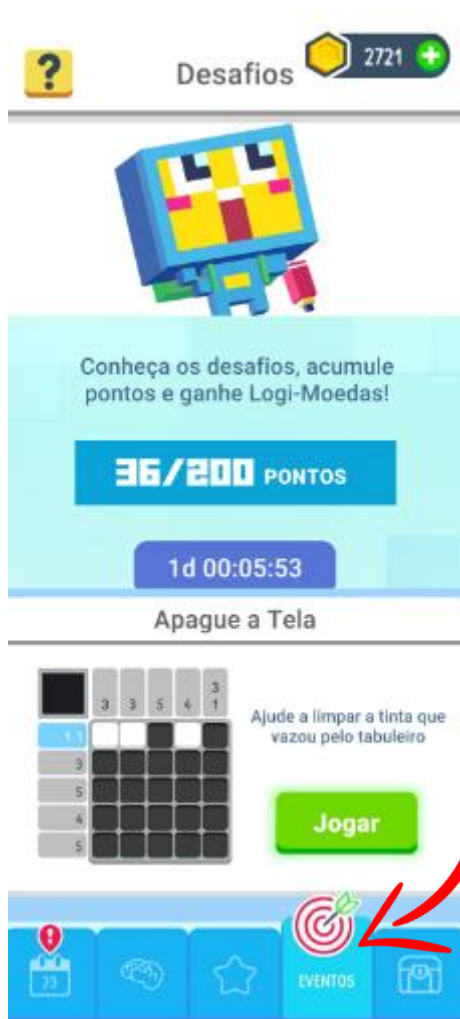 ?
Desafios
2721 +
Conheça os desafios, acumule
pontos e ganhe Logi-Moedas!
36/200 PONTOS
1d 00:05:53
Apague a Tela
3 3 5 4 3
1
1 1
3
5
4
5
Ajude a limpar a tinta que
vazou pelo tabuleiro
Jogar
!
23
EVENTOS